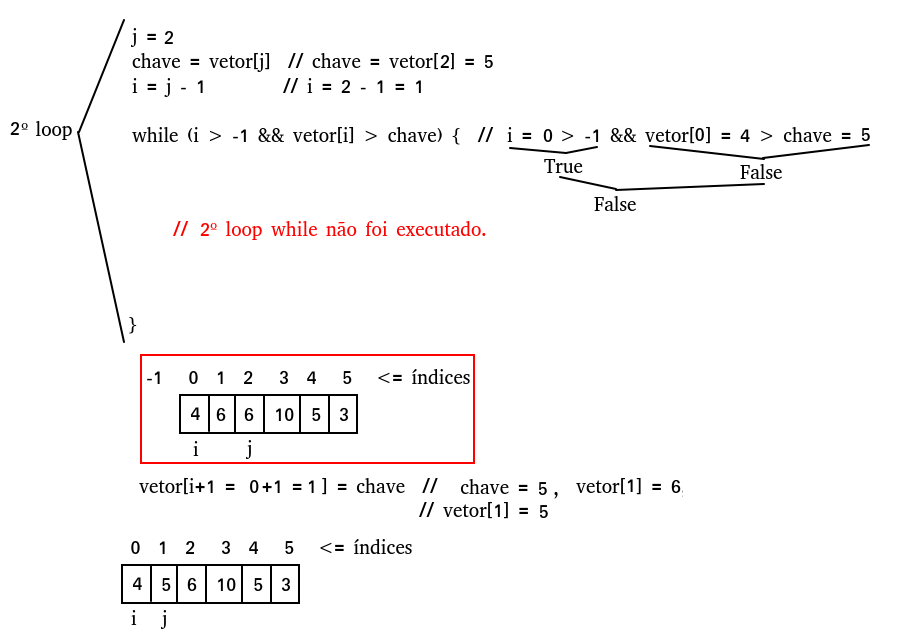 j = 2
chave = vetor[j] // chave = vetor[2] = 5
i = j - 1 // i = 2 - 1 = 1
2º loop
while (i > -1 && vetor[i] > chave) { // i = 0 > -1 && vetor[0] = 4 > chave = 5
True False
False
// 2º loop while não foi executado.
}
-1 0 1 2 3 4 5 <= índices
4 6 6 10 5 3
i j
vetor[i+1 = 0+1 =1] = chave // chave = 5, vetor[1] = 6
// vetor[1] = 5
0 1 2 3 4 5 <= índices
4 5 6 10 5 3
i j